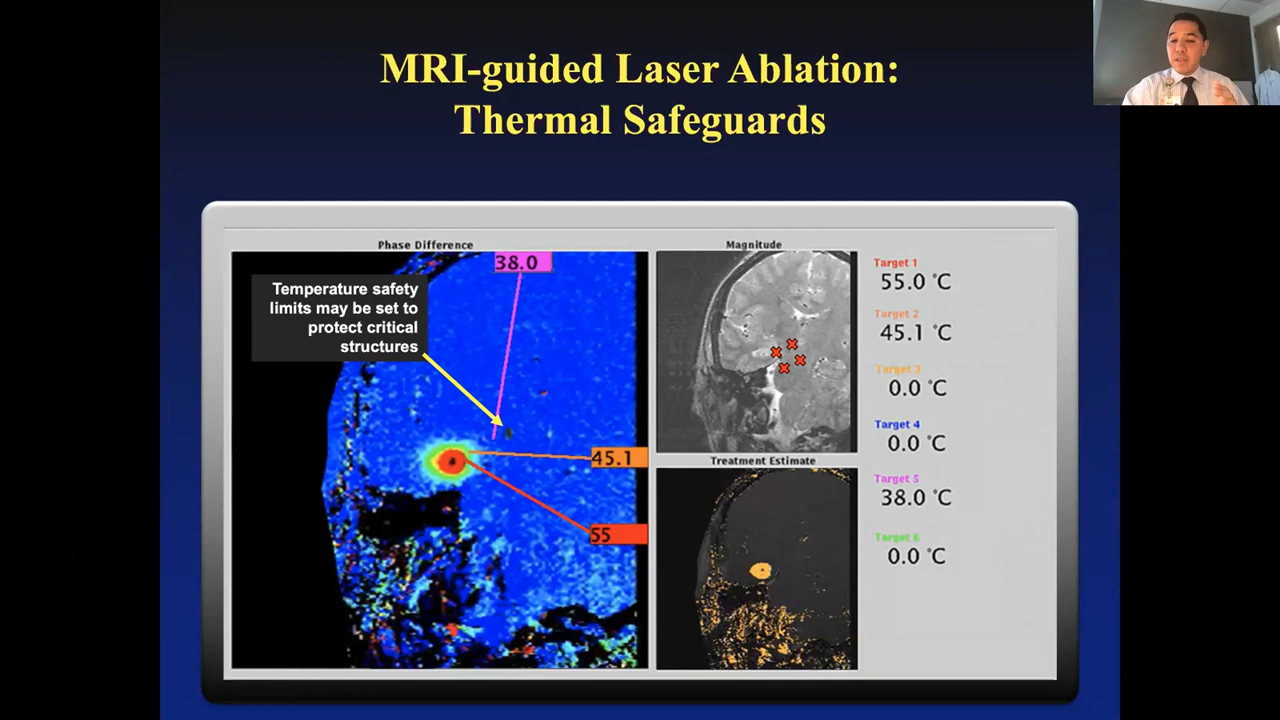 MRI-guided Laser Ablation:
Thermal Safeguards
Phase Difference
38.0
Temperature safety
limits may be set to
protect critical
structures
45.1
55
Magnitude
Treatment Estimate
Target 1
55.0 °C
Target 2
45.1 °C
Target 3
0.0 °C
Target 4
0.0 °C
Target 5
38.0 °C
Target 6
0.0 °C